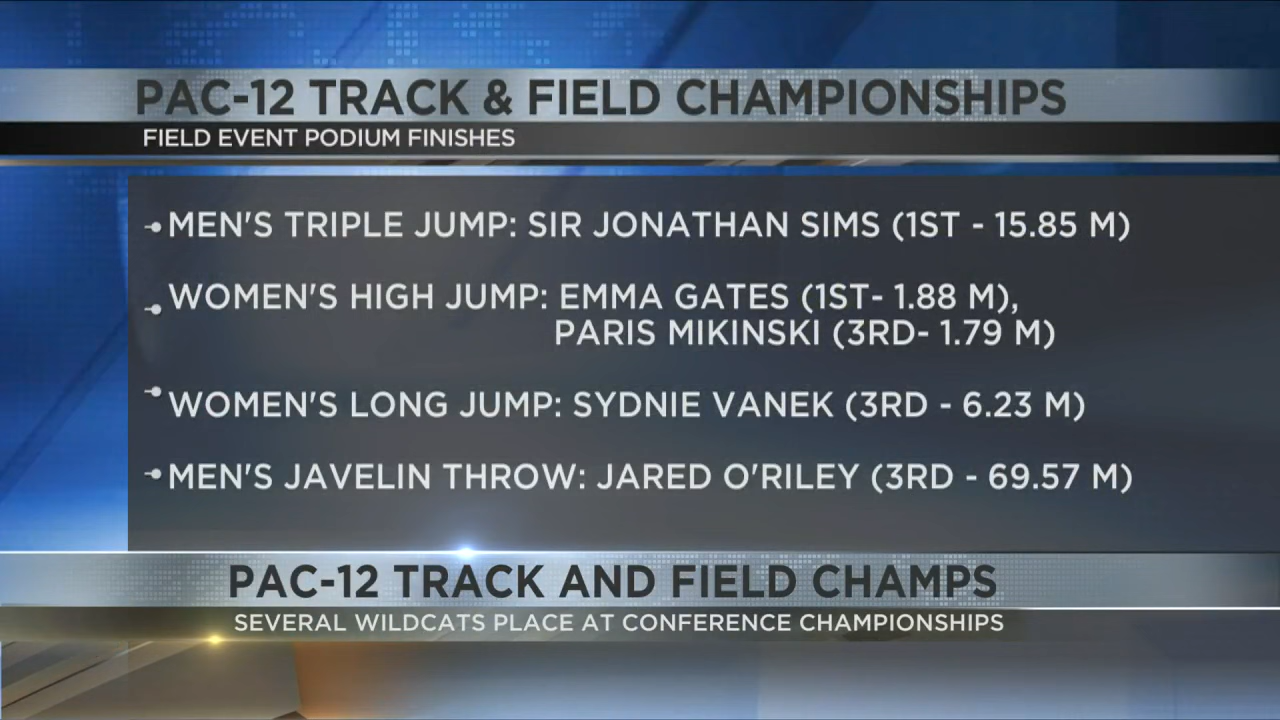 PAC-12 TRACK & FIELD CHAMPIONSHIPS
FIELD EVENT PODIUM FINISHES
MEN'S TRIPLE JUMP: SIR JONATHAN SIMS (1ST - 15.85 M)
WOMEN'S HIGH JUMP: EMMA GATES (1ST- 1.88 M),
PARIS MIKINSKI (3RD- 1.79 M)
WOMEN'S LONG JUMP: SYDNIE VANEK (3RD - 6.23 M)
MEN'S JAVELIN THROW: JARED O'RILEY (3RD - 69.57 M)
PAC-12 TRACK AND FIELD CHAMPS
SEVERAL WILDCATS PLACE AT CONFERENCE CHAMPIONSHIPS